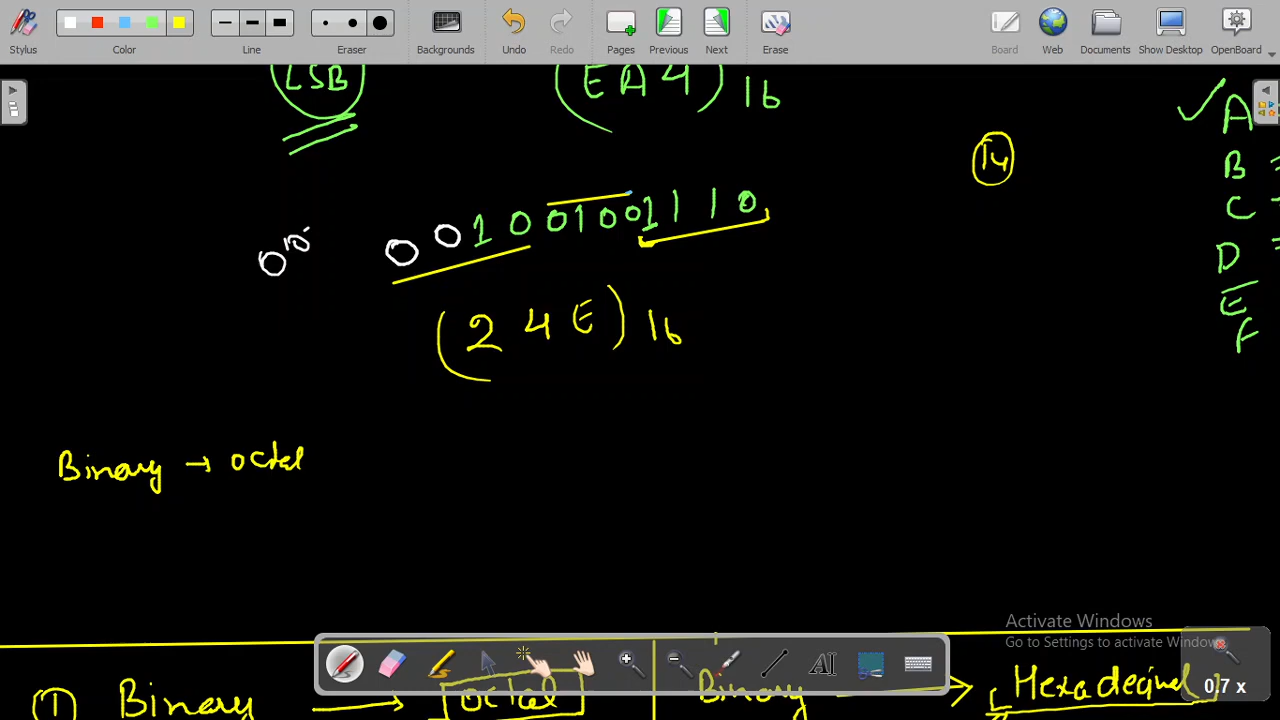 Stylus Color Line Eraser Backgrounds Undo Redo Pages Previous Next Erase Board Web Documents Show Desktop OpenBoard
LSB (EA4)16
14
A
B =
C -
D =
E
F
0010 0100 1110
(24E)16
Binary → octal
Activate Windows
Go to Settings to activate Windows
0,7 x
① Binary → octal Binary → Hexadecimal